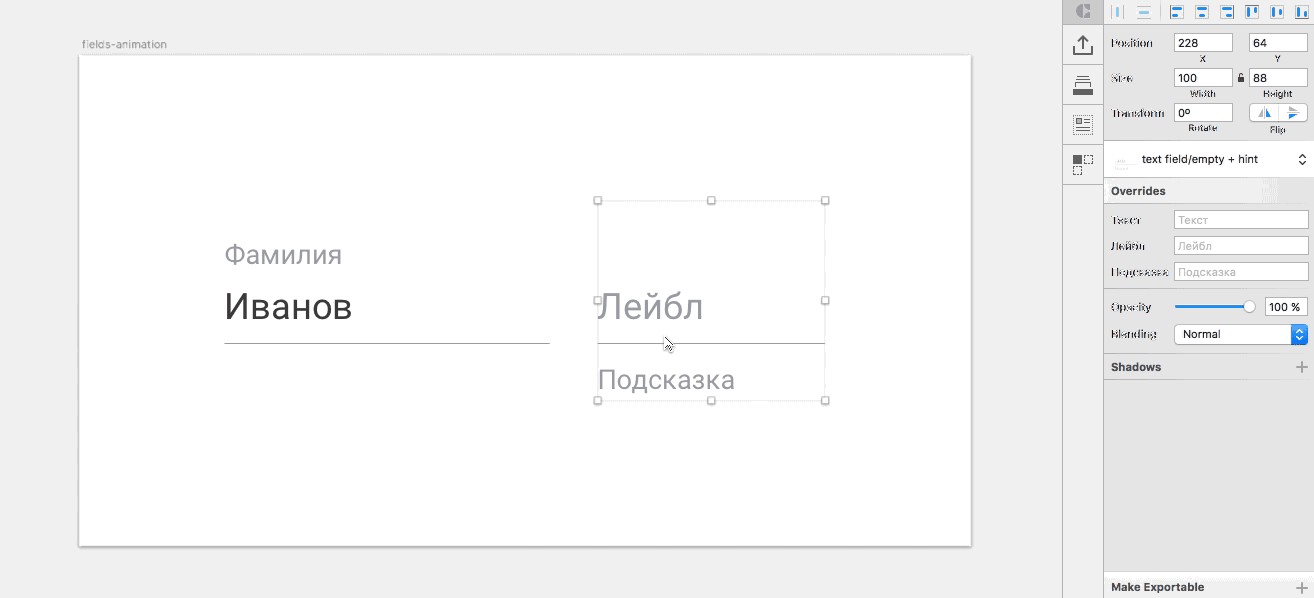 fields-animation
Фамилия
Иванов
Лейбл
Подсказка
Position 228 64
X Y
Size 100 88
Width Height
Transform 0º
Rotate Flip
text field/empty + hint
Overrides
Текст Текст
Лейбл Лейбл
Подсказка Подсказка
Opacity 100 %
Blending Normal
Shadows
Make Exportable